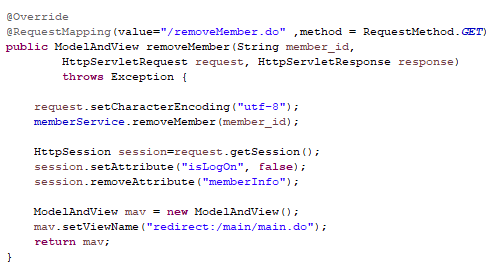 @Override
@RequestMapping(value="/removeMember.do" ,method = RequestMethod.GET)
public ModelAndView removeMember(String member_id,
        HttpServletRequest request, HttpServletResponse response)
        throws Exception {

    request.setCharacterEncoding("utf-8");
    memberService.removeMember(member_id);

    HttpSession session=request.getSession();
    session.setAttribute("isLogOn", false);
    session.removeAttribute("memberInfo");

    ModelAndView mav = new ModelAndView();
    mav.setViewName("redirect:/main/main.do");
    return mav;
}